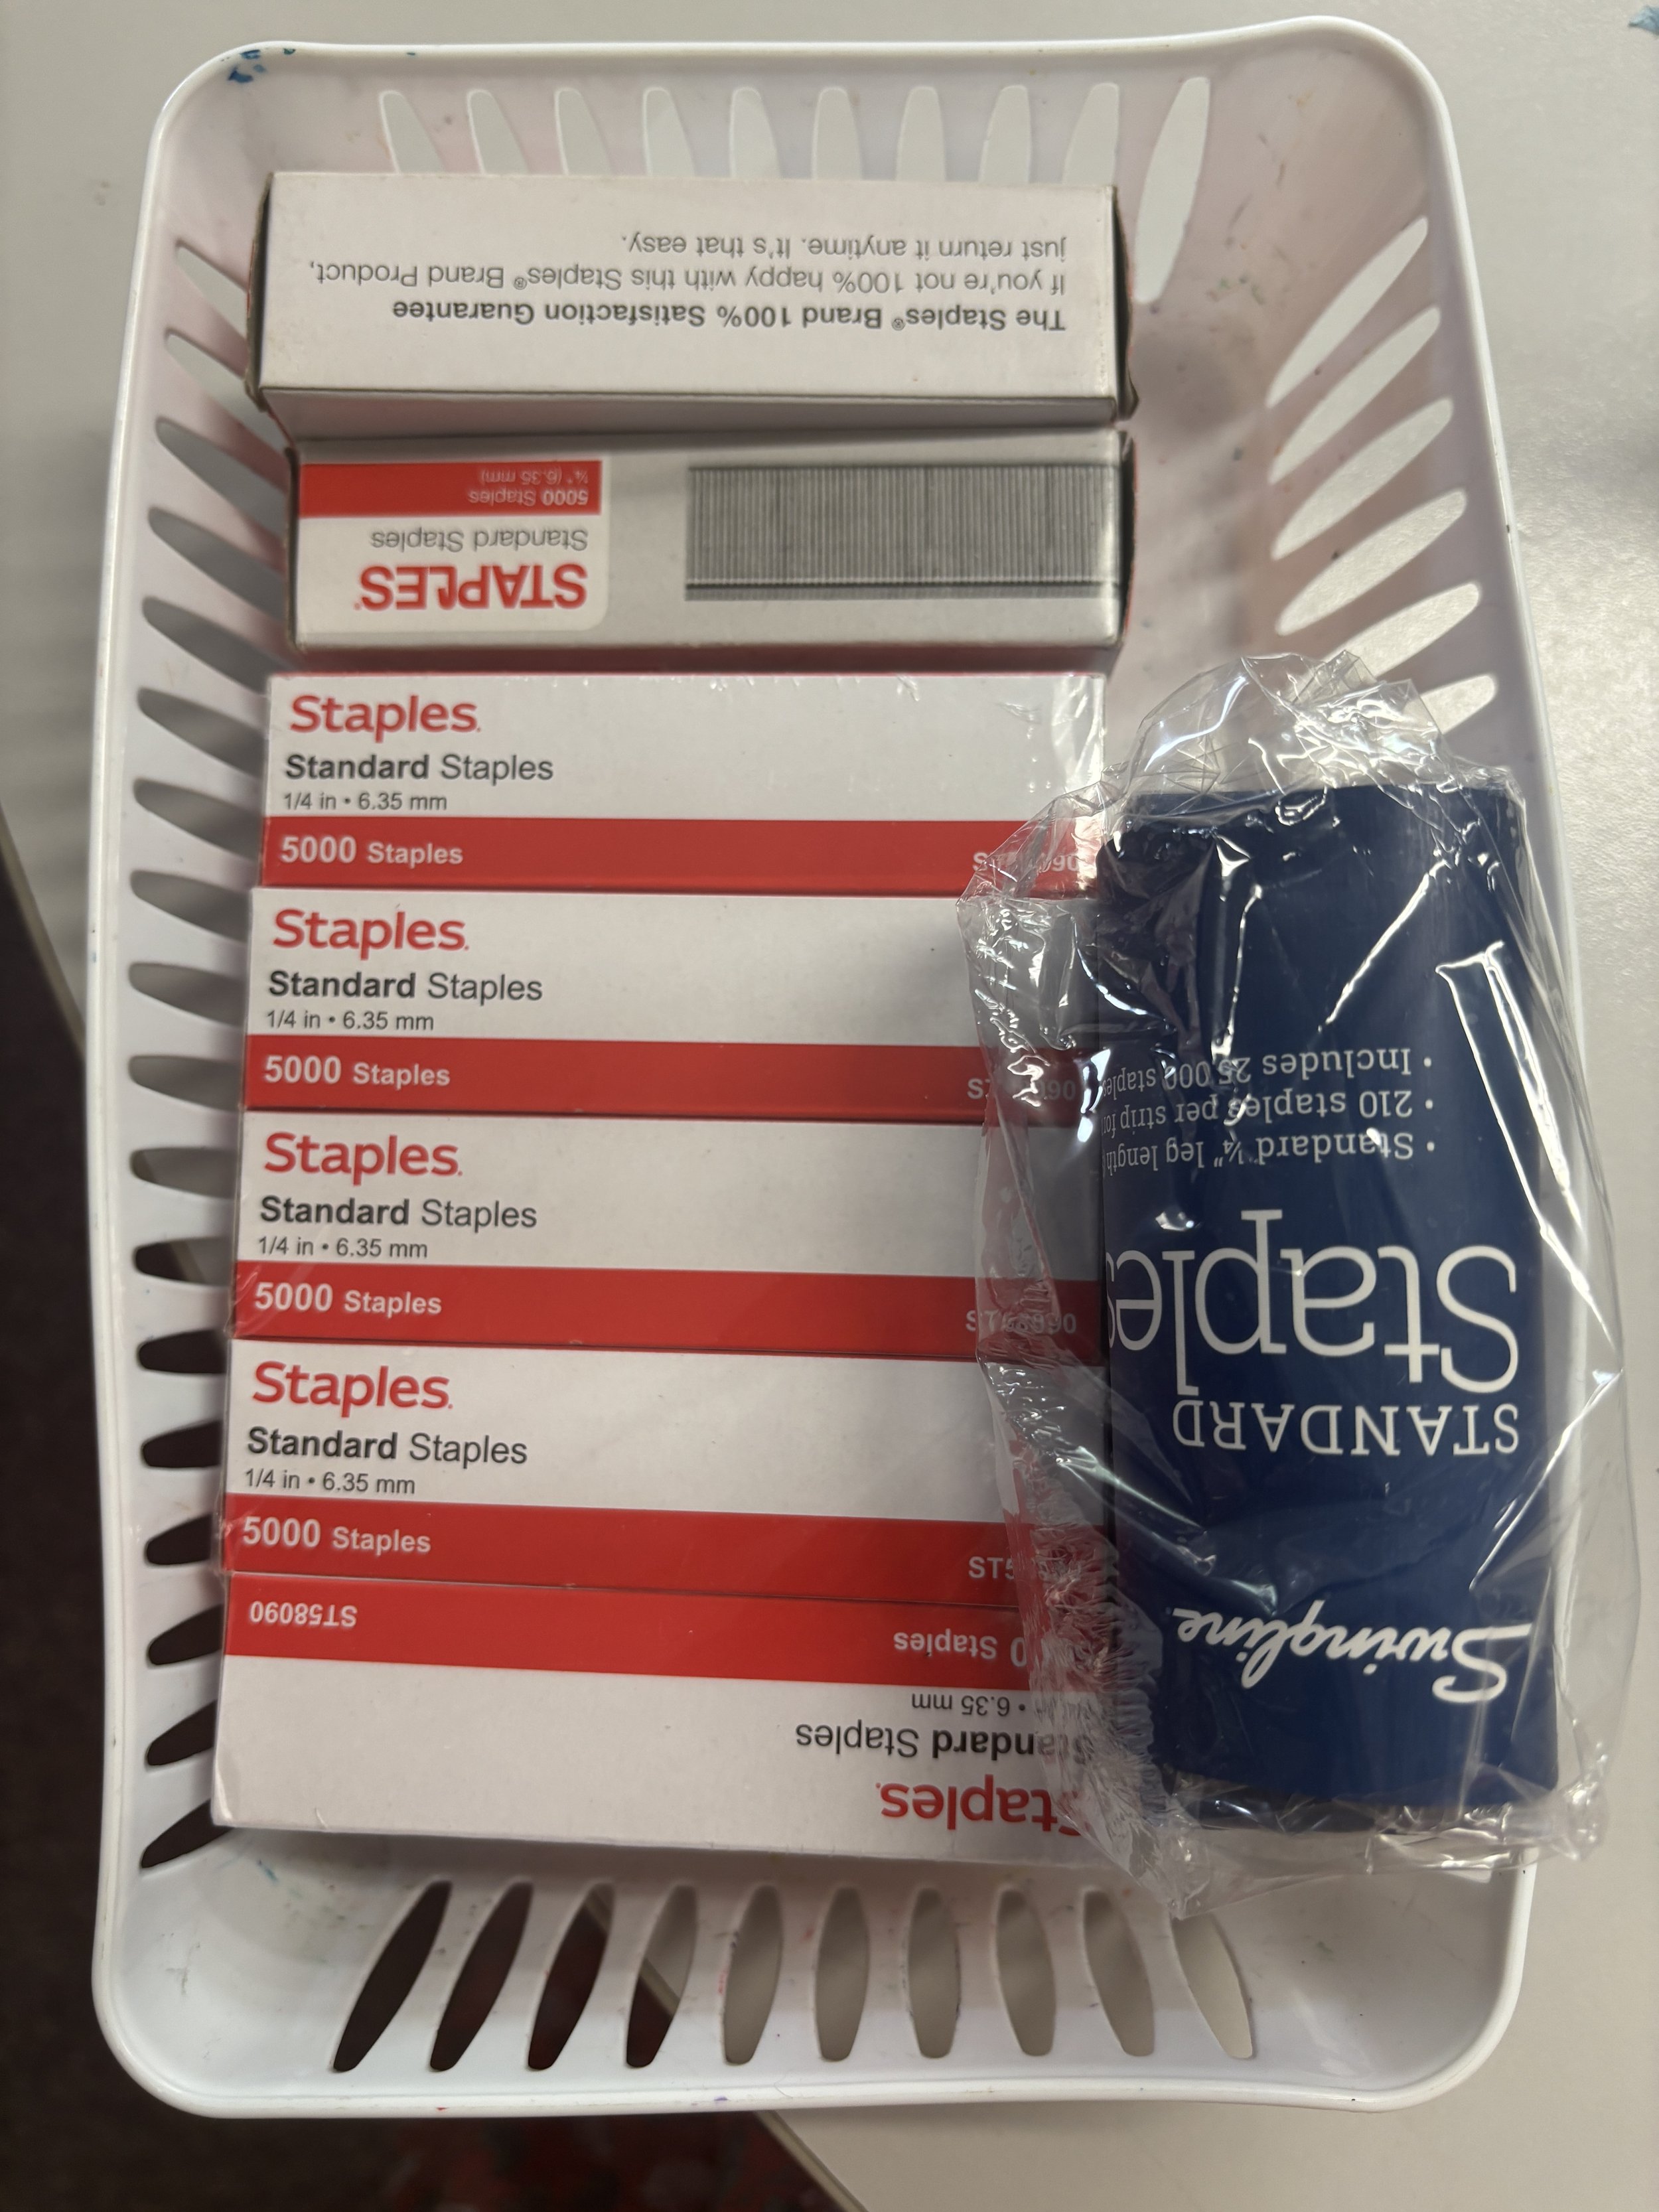 The Staples® Brand 100% Satisfaction Guarantee
If you're not 100% happy with this Staples® Brand Product,
just return it anytime. It's that easy.
STAPLES®
Standard Staples
5000 Staples
¼" (6.35 mm)
Staples.
Standard Staples
1/4 in • 6.35 mm
5000 Staples
Staples.
Standard Staples
1/4 in • 6.35 mm
5000 Staples
Staples.
Standard Staples
1/4 in • 6.35 mm
5000 Staples
Staples.
Standard Staples
1/4 in • 6.35 mm
5000 Staples
Staples.
Standard Staples
• 6.35 mm
Staples
ST58090
Swingline
STANDARD
Staples
• Standard ¼" leg length
• 210 staples per strip
• Includes 25,000 staples